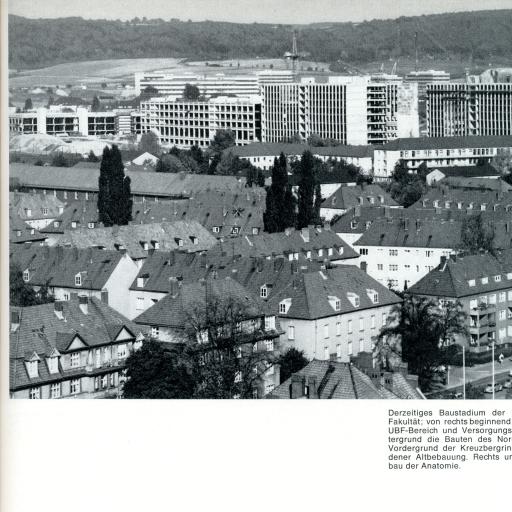 Derzeitiges Baustadium der
Fakultät; von rechts beginnend
UBF-Bereich und Versorgungs
tergrund die Bauten des Nor
Vordergrund der Kreuzbergrin
dener Altbebauung. Rechts un
bau der Anatomie.